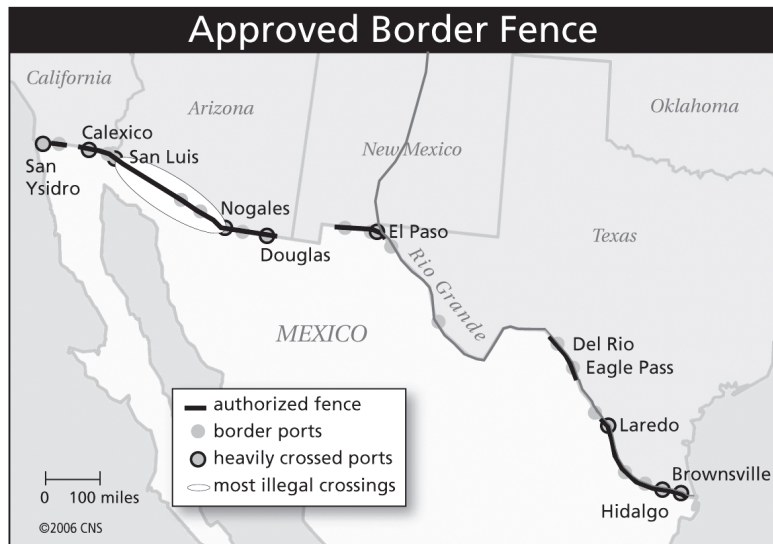 Approved Border Fence
California
Arizona
New Mexico
Oklahoma
Calexico
San Luis
San
Ysidro
Nogales
Douglas
El Paso
Texas
Rio Grande
MEXICO
Del Rio
Eagle Pass
Laredo
Brownsville
Hidalgo
authorized fence
border ports
heavily crossed ports
most illegal crossings
0 100 miles
©2006 CNS